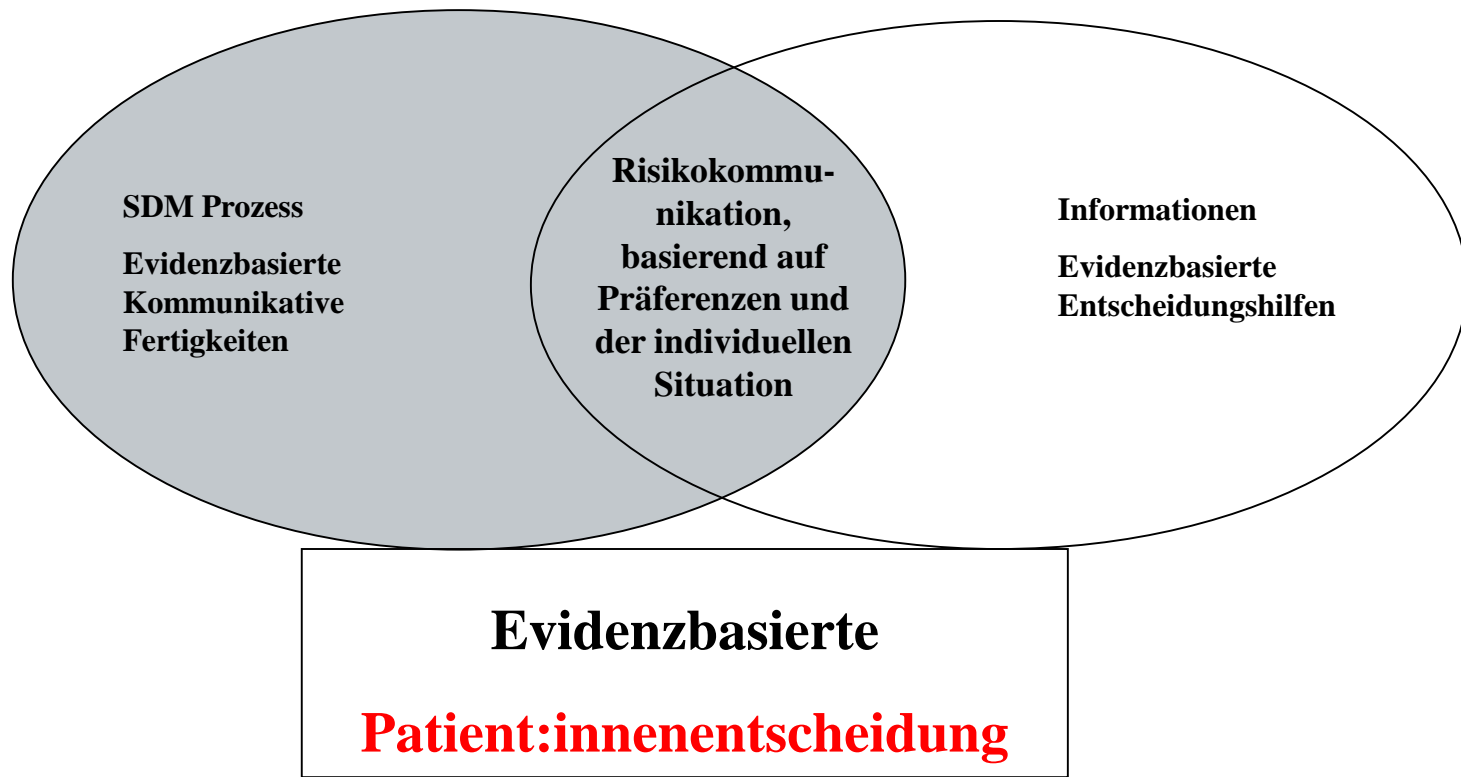 SDM Prozess
Evidenzbasierte
Kommunikative
Fertigkeiten
Risikokommu-
nikation,
basierend auf
Präferenzen und
der individuellen
Situation
Informationen
Evidenzbasierte
Entscheidungshilfen
Evidenzbasierte
Patient:innenentscheidung